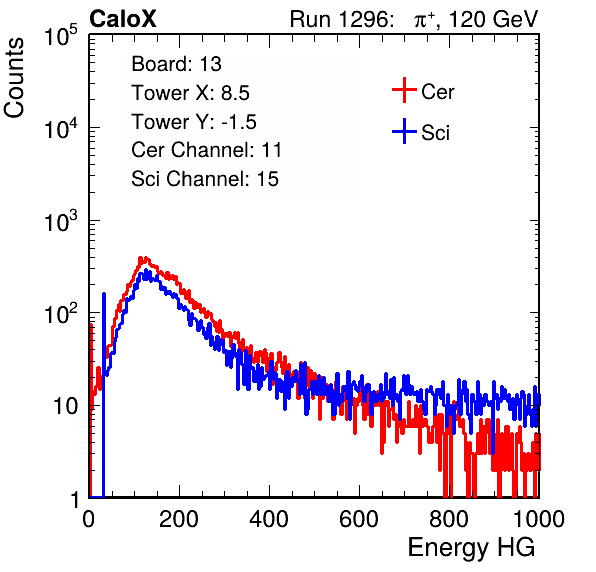 CaloX Run 1296: π⁺, 120 GeV
Counts
Board: 13
Tower X: 8.5
Tower Y: -1.5
Cer Channel: 11
Sci Channel: 15
Cer
Sci
10⁵
10⁴
10³
10²
10
1
0 200 400 600 800 1000
Energy HG